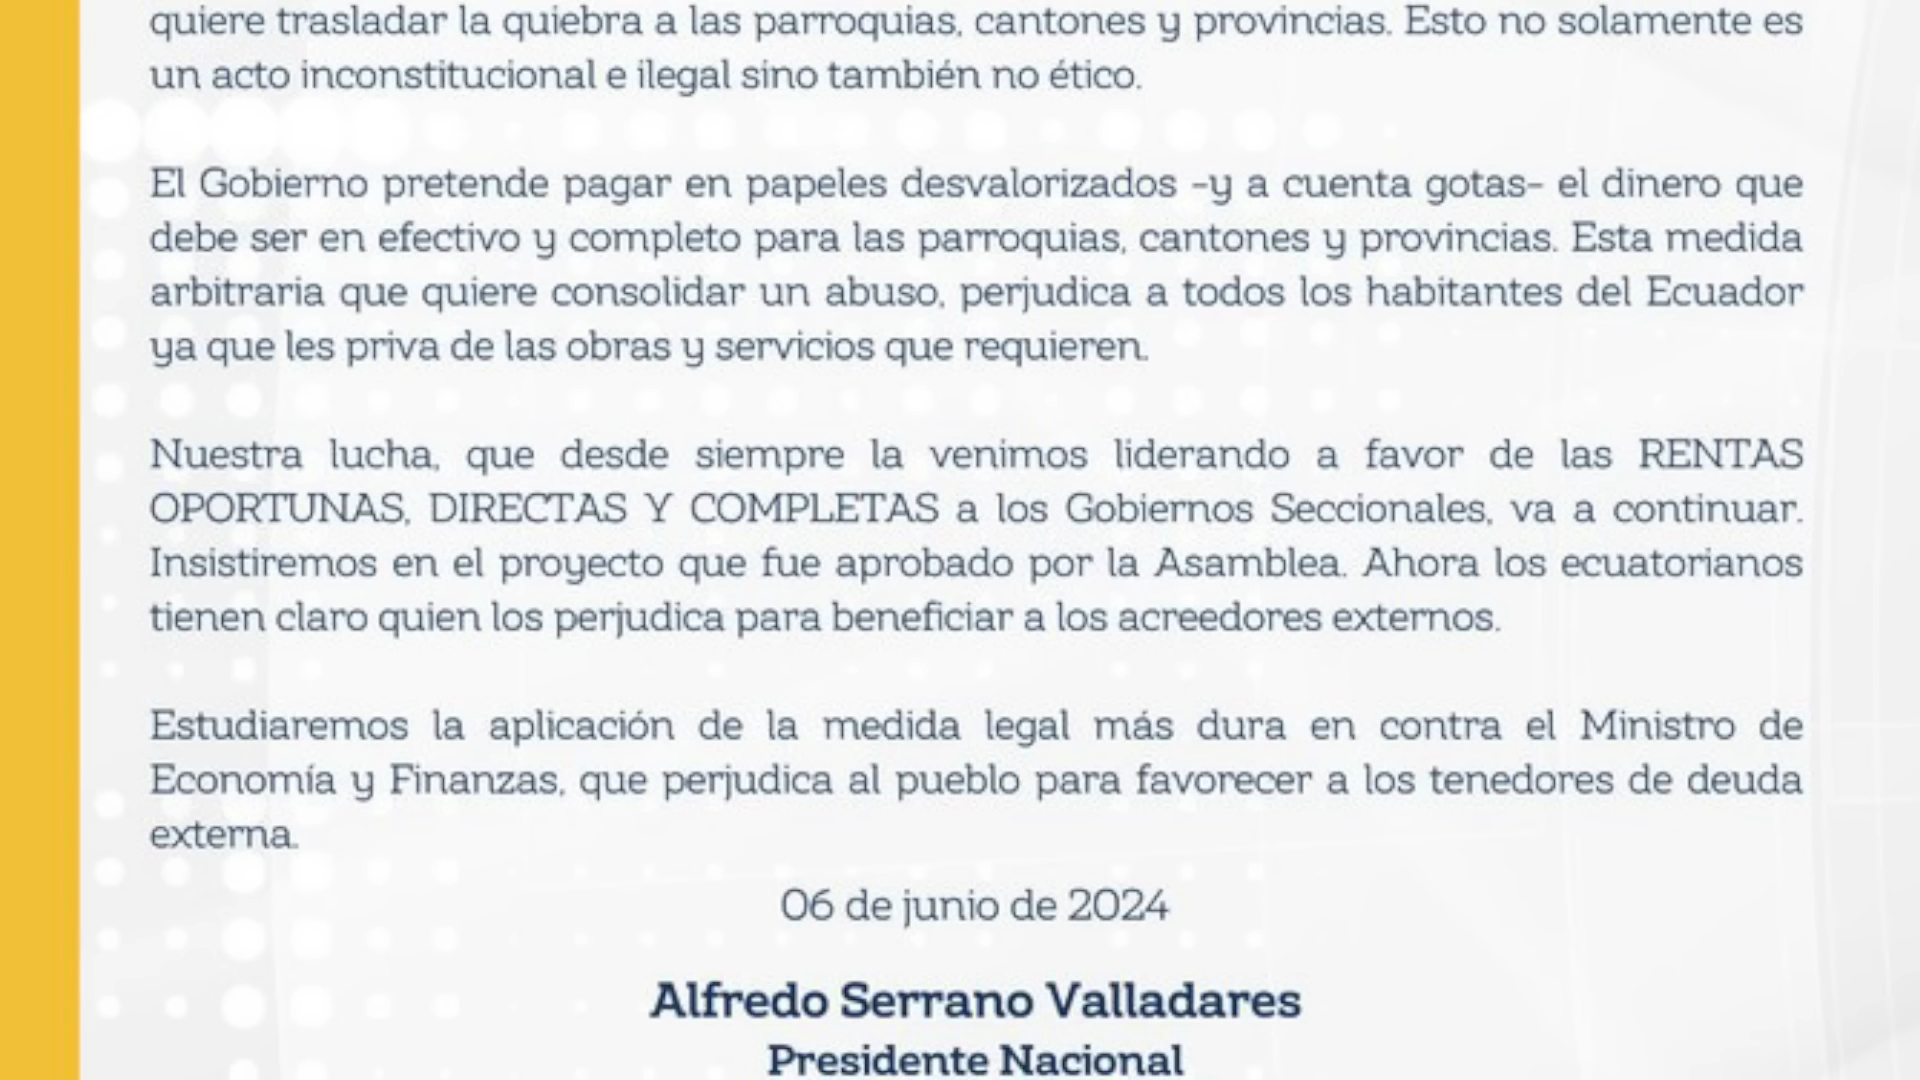 quiere trasladar la quiebra a las parroquias, cantones y provincias. Esto no solamente es
un acto inconstitucional e ilegal sino también no ético.
El Gobierno pretende pagar en papeles desvalorizados -y a cuenta gotas- el dinero que
debe ser en efectivo y completo para las parroquias, cantones y provincias. Esta medida
arbitraria que quiere consolidar un abuso, perjudica a todos los habitantes del Ecuador
ya que les priva de las obras y servicios que requieren.
Nuestra lucha, que desde siempre la venimos liderando a favor de las RENTAS
OPORTUNAS, DIRECTAS Y COMPLETAS a los Gobiernos Seccionales, va a continuar.
Insistiremos en el proyecto que fue aprobado por la Asamblea. Ahora los ecuatorianos
tienen claro quien los perjudica para beneficiar a los acreedores externos.
Estudiaremos la aplicación de la medida legal más dura en contra el Ministro de
Economía y Finanzas, que perjudica al pueblo para favorecer a los tenedores de deuda
externa.
06 de junio de 2024
Alfredo Serrano Valladares
Presidente Nacional